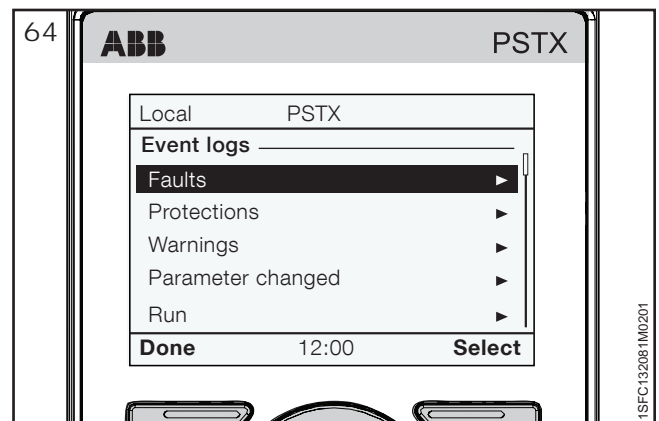 64
ABB PSTX
Local PSTX
Event logs
Faults
Protections
Warnings
Parameter changed
Run
Done 12:00 Select
1SFC132081M0201